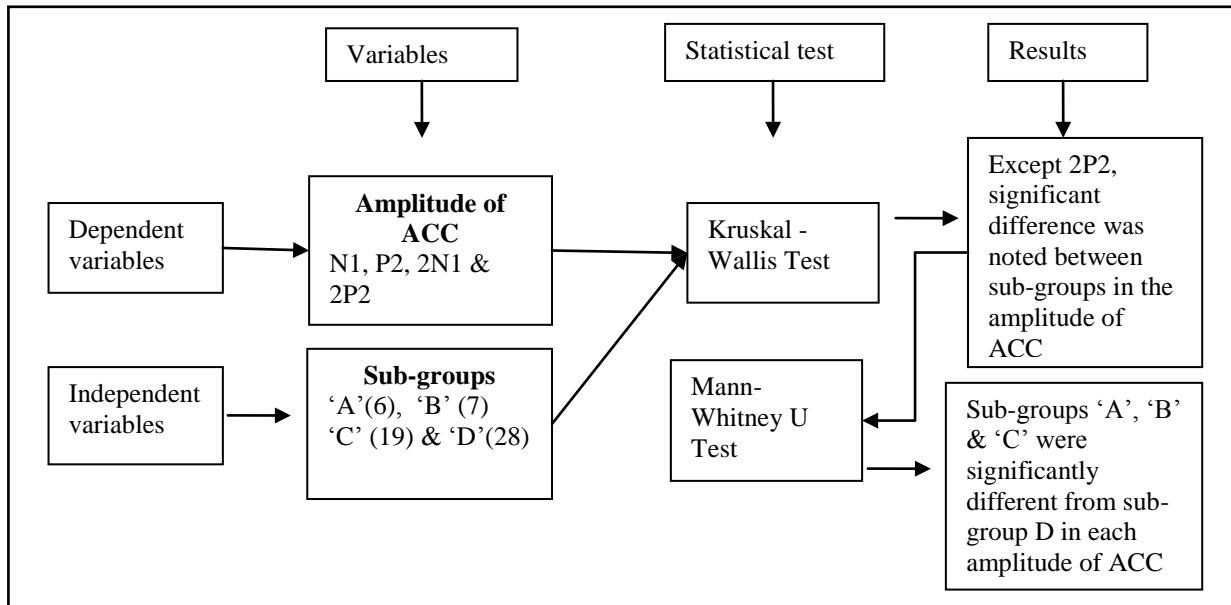 Variables
Statistical test
Results
Dependent
variables
Amplitude of
ACC
N1, P2, 2N1 &
2P2
Kruskal -
Wallis Test
Except 2P2,
significant
difference was
noted between
sub-groups in the
amplitude of
ACC
Independent
variables
Sub-groups
‘A’(6), ‘B’ (7)
‘C’ (19) & ‘D’(28)
Mann-
Whitney U
Test
Sub-groups ‘A’, ‘B’
& ‘C’ were
significantly
different from sub-
group D in each
amplitude of ACC